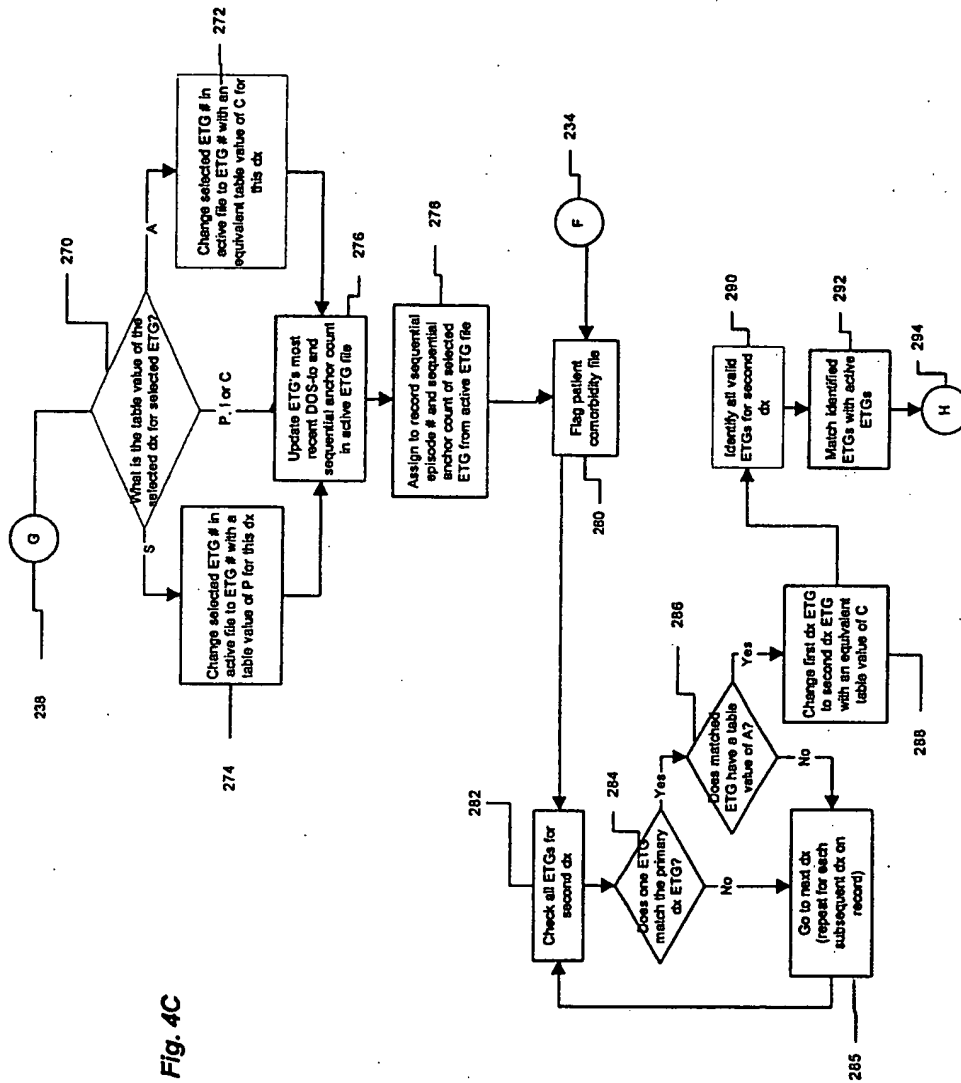 Fig. 4C
238
G
270
What is the table value of the
selected dx for selected ETG?
S
P, I or C
A
272
Change selected ETG # in
active file to ETG # with an
equivalent table value of C for
this dx
274
Change selected ETG # in
active file to ETG # with a
table value of P for this dx
276
Update ETG's most
recent DOS-to and
sequential anchor count
in active ETG file
278
Assign to record sequential
episode # and sequential
anchor count of selected
ETG from active ETG file
234
F
Flag patient
comorbidity file
280
282
Check all ETGs for
second dx
284
Does one ETG
match the primary
dx ETG?
Yes
No
286
Does matched
ETG have a table
value of A?
Yes
No
Go to next dx
(repeat for each
subsequent dx on
record)
285
Change first dx ETG
to second dx ETG
with an equivalent
table value of C
288
290
Identify all valid
ETGs for second
dx
292
Match identified
ETGs with active
ETGs
294
H